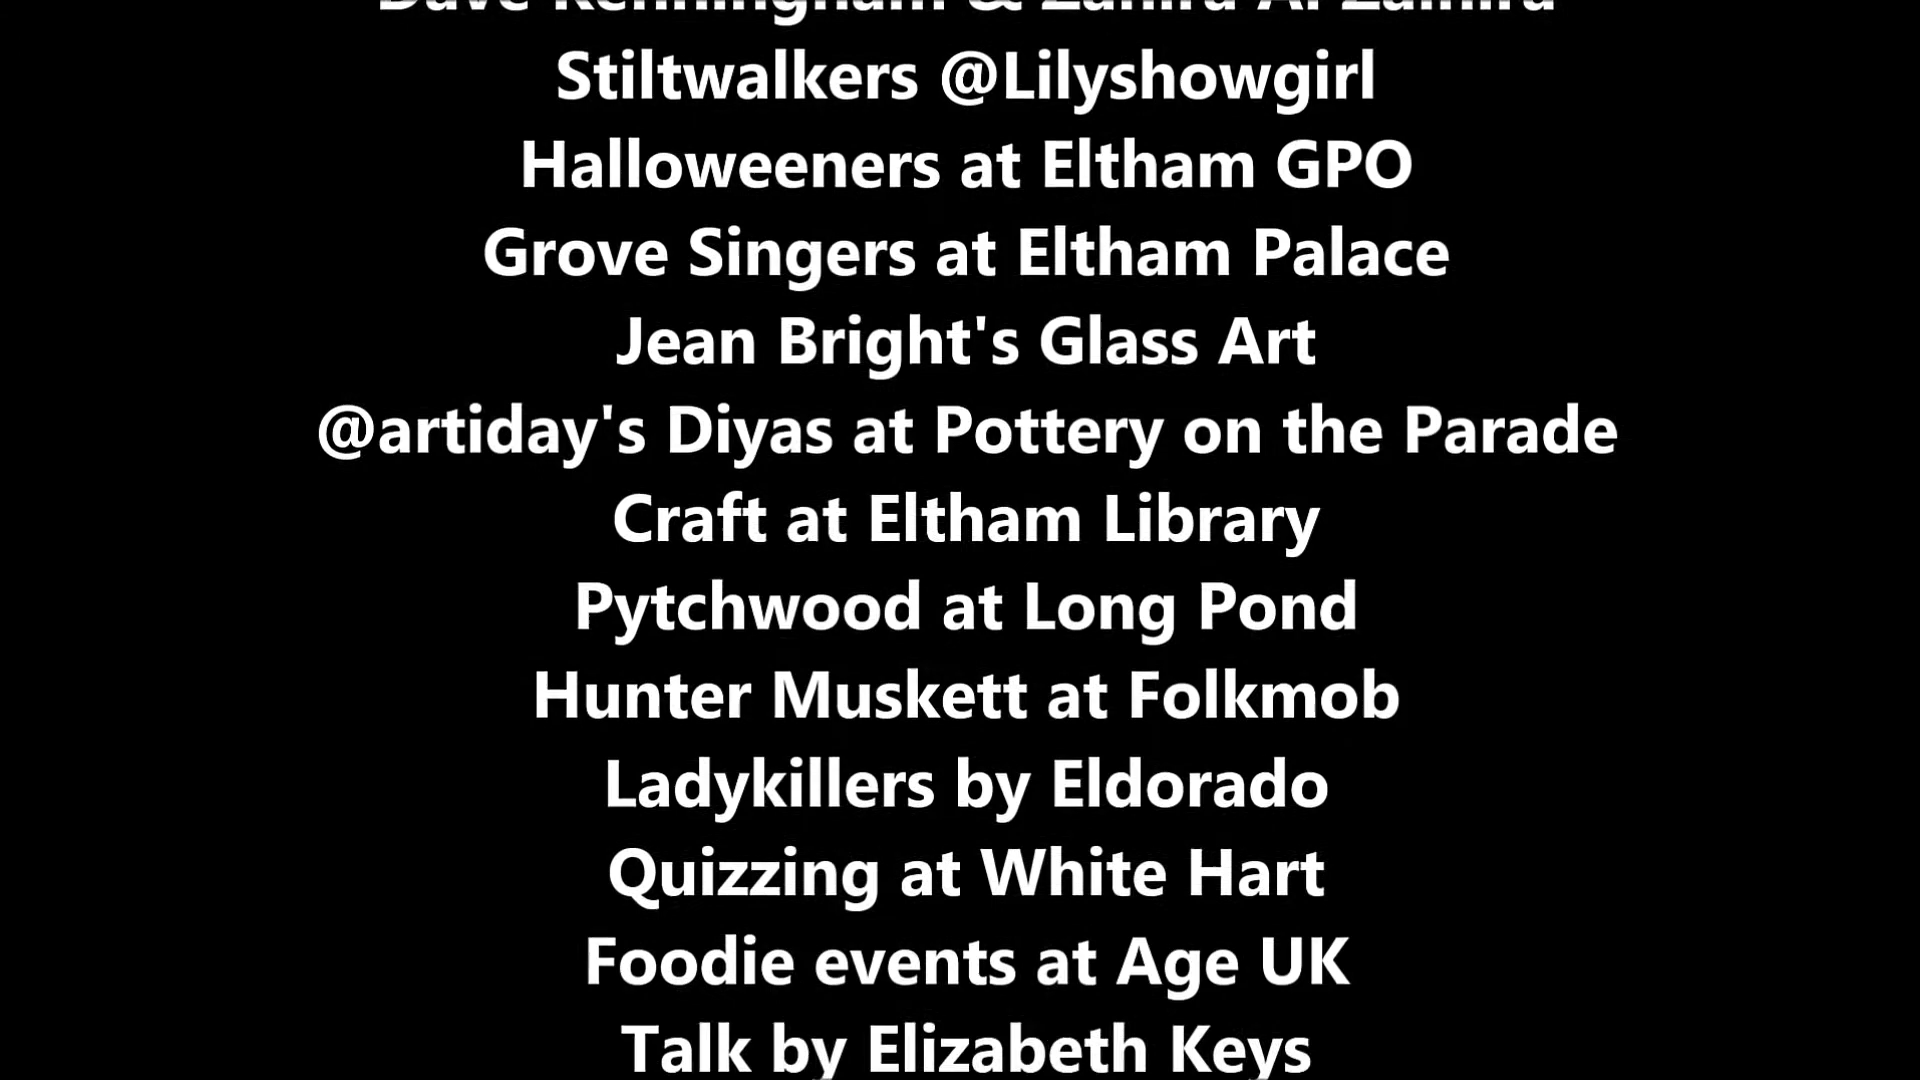 Dave Kenningham &
Stiltwalkers @Lilyshowgirl
Halloweeners at Eltham GPO
Grove Singers at Eltham Palace
Jean Bright's Glass Art
@artiday's Diyas at Pottery on the Parade
Craft at Eltham Library
Pytchwood at Long Pond
Hunter Muskett at Folkmob
Ladykillers by Eldorado
Quizzing at White Hart
Foodie events at Age UK
Talk by Elizabeth Keys